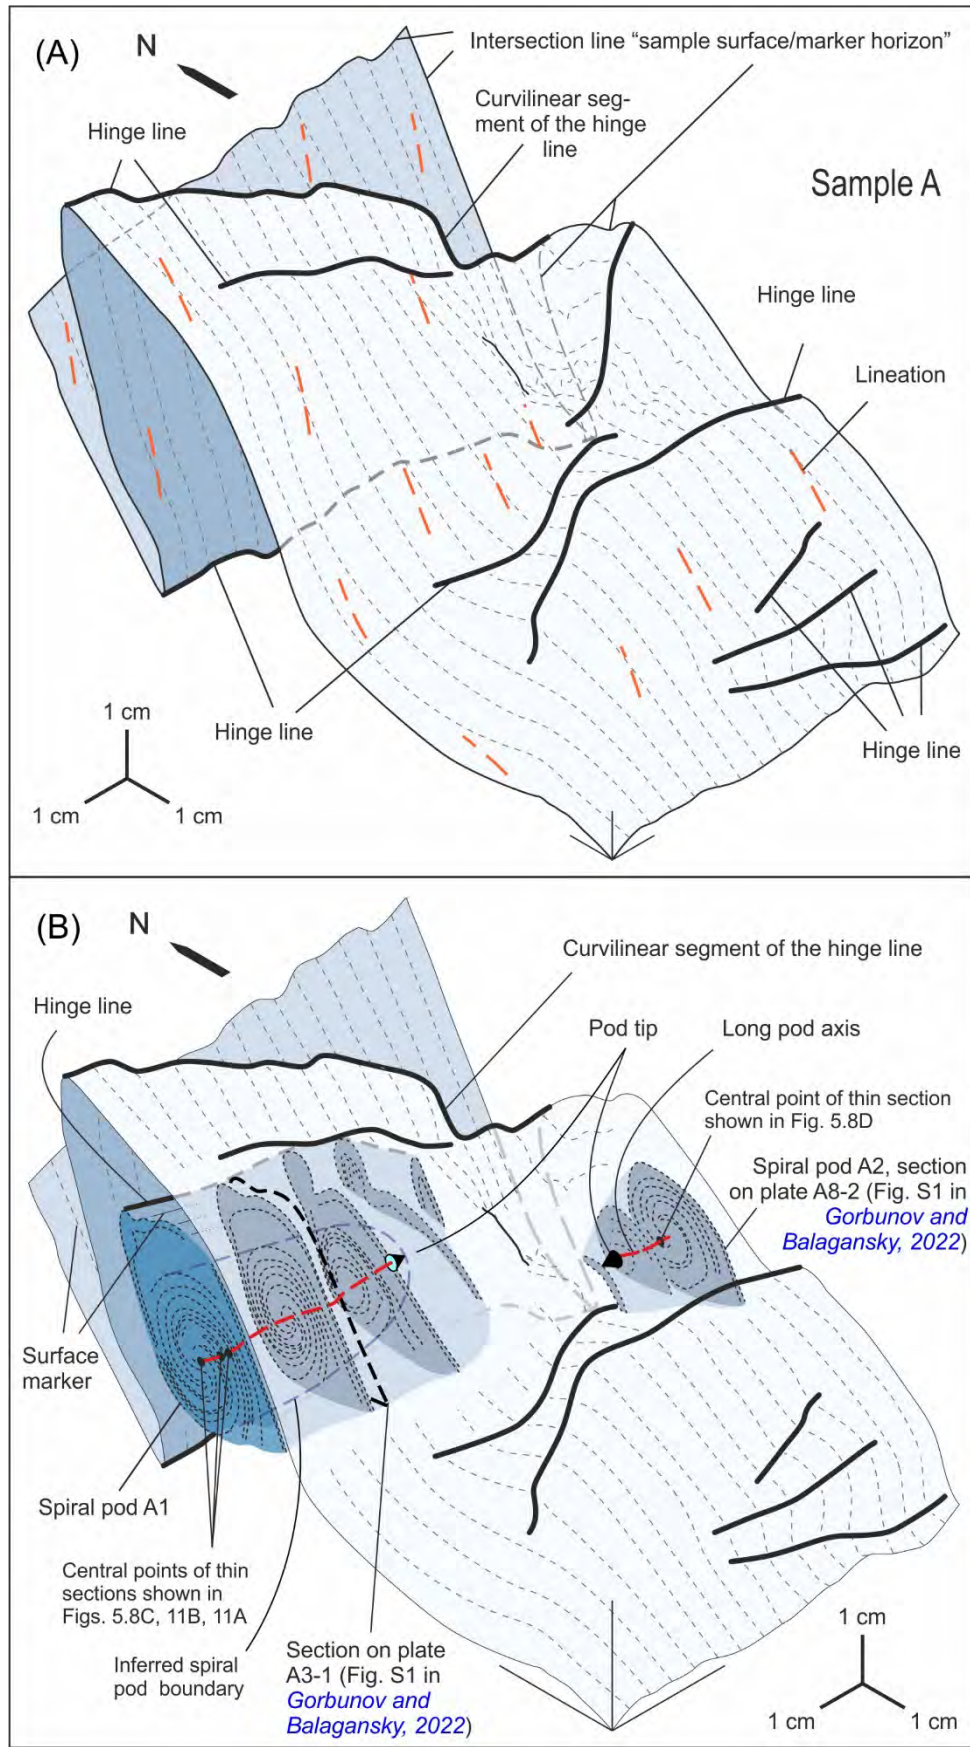 (A)
N
Intersection line “sample surface/marker horizon”
Curvilinear seg-
ment of the hinge
line
Hinge line
Sample A
Hinge line
Lineation
Hinge line
Hinge line
1 cm
1 cm
1 cm
(B)
N
Curvilinear segment of the hinge line
Hinge line
Pod tip
Long pod axis
Central point of thin section
shown in Fig. 5.8D
Spiral pod A2, section
on plate A8-2 (Fig. S1 in
Gorbunov and
Balagansky, 2022)
Surface
marker
Spiral pod A1
Central points of thin
sections shown in
Figs. 5.8C, 11B, 11A
Inferred spiral
pod boundary
Section on plate
A3-1 (Fig. S1 in
Gorbunov and
Balagansky, 2022)
1 cm
1 cm
1 cm